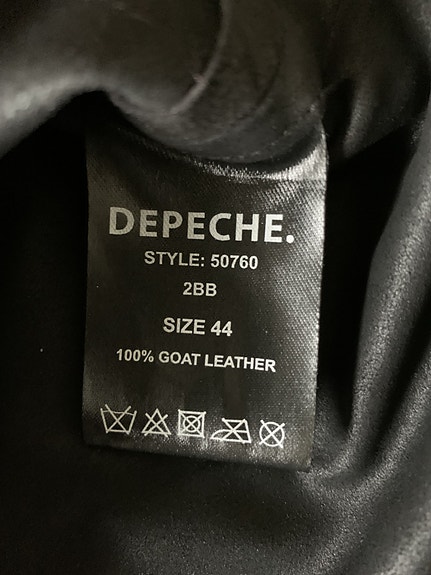 DEPECHE.
STYLE: 50760
2BB
SIZE 44
100% GOAT LEATHER